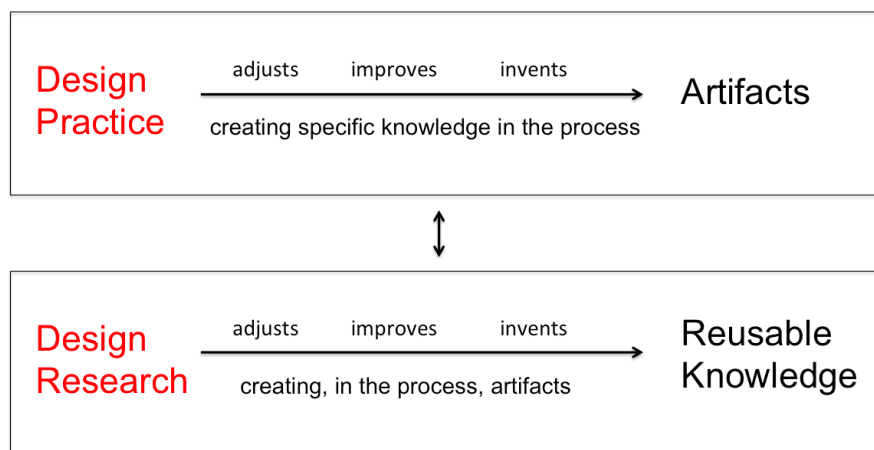 Design
Practice
adjusts improves invents
creating specific knowledge in the process
Artifacts
Design
Research
adjusts improves invents
creating, in the process, artifacts
Reusable
Knowledge